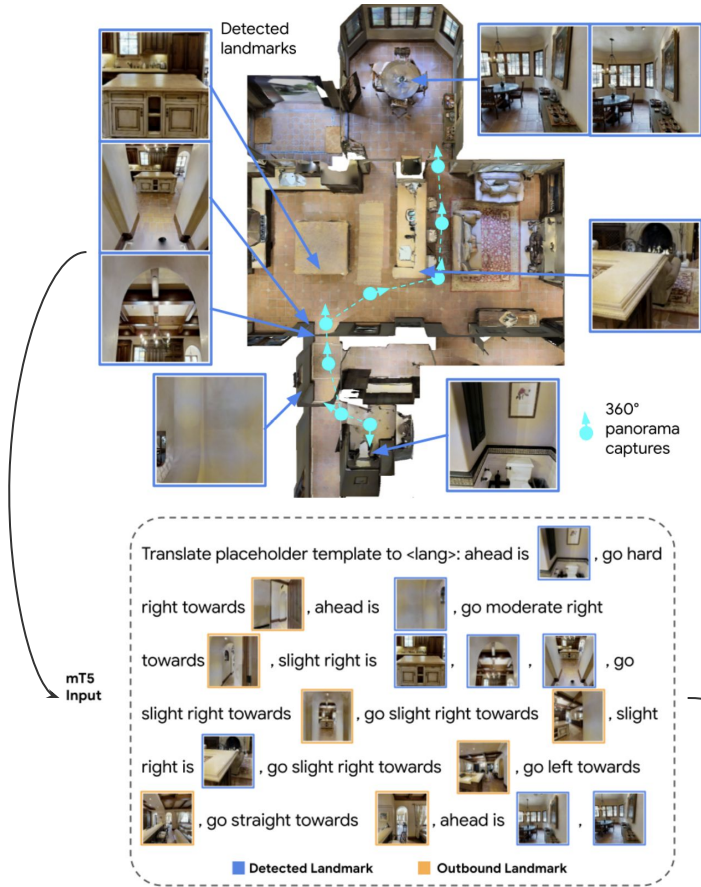 Detected
landmarks
360°
panorama
captures
mT5
Input
Translate placeholder template to <lang>: ahead is , go hard
right towards , ahead is , go moderate right
towards , slight right is , , , go
slight right towards , go slight right towards , slight
right is , go slight right towards , go left towards
, go straight towards , ahead is ,
Detected Landmark
Outbound Landmark